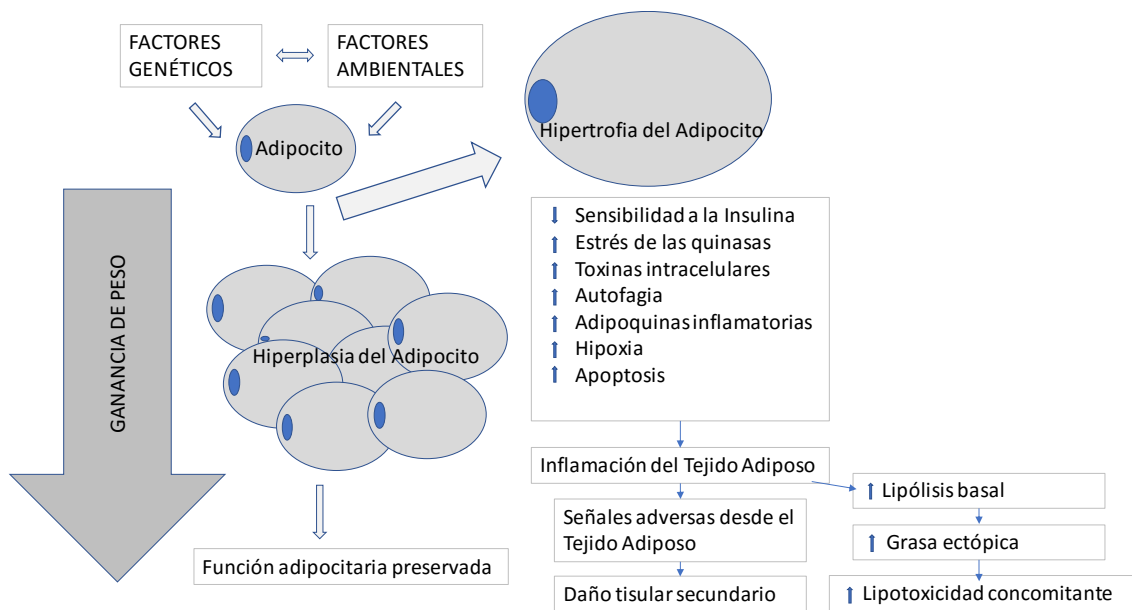 FACTORES
GENÉTICOS
FACTORES
AMBIENTALES
Adipocito
Hipertrofia del Adipocito
GANANCIA DE PESO
Hiperplasia del Adipocito
Función adipocitaria preservada
Sensibilidad a la Insulina
Estrés de las quinasas
Toxinas intracelulares
Autofagia
Adipoquinas inflamatorias
Hipoxia
Apoptosis
Inflamación del Tejido Adiposo
Señales adversas desde el
Tejido Adiposo
Daño tisular secundario
Lipólisis basal
Grasa ectópica
Lipotoxicidad concomitante